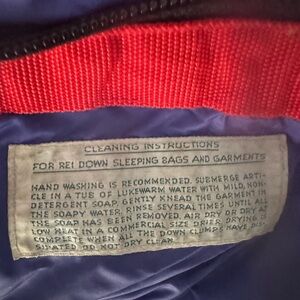 CLEANING INSTRUCTIONS
FOR REI DOWN SLEEPING BAGS AND GARMENTS
HAND WASHING IS RECOMMENDED. SUBMERGE ARTI-
CLE IN A TUB OF LUKEWARM WATER WITH MILD, NON-
DETERGENT SOAP. GENTLY KNEAD THE GARMENT IN
THE SOAPY WATER. RINSE SEVERAL TIMES UNTIL ALL
THE SOAP HAS BEEN REMOVED. AIR DRY OR DRY AT
LOW HEAT IN A COMMERCIAL SIZE DRIER. DRYING IS
COMPLETE WHEN ALL THE DOWN CLUMPS HAVE DIS-
SIPATED. DO NOT DRY CLEAN.